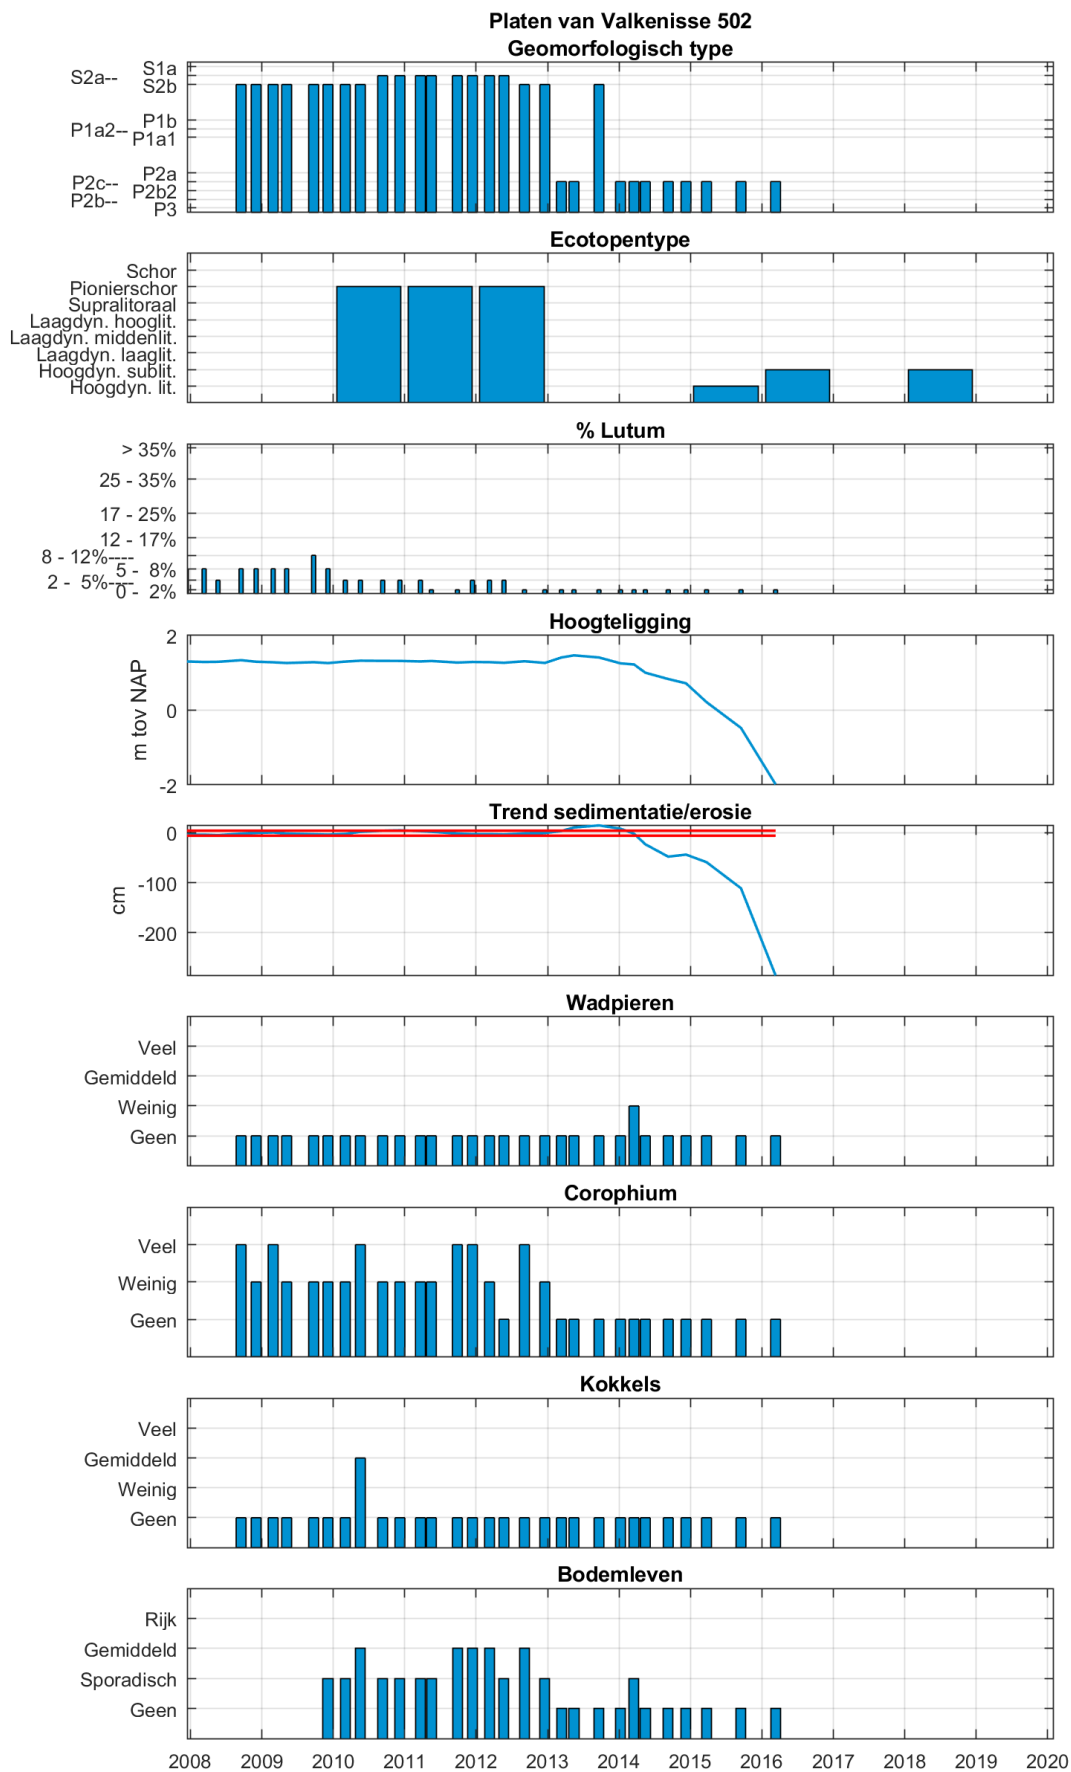 Platen van Valkenisse 502
Geomorfologisch type
S1a
S2a--
S2b
P1b
P1a2--
P1a1
P2a
P2c--
P2b2
P2b--
P3
Ecotopentype
Schor
Pionierschor
Supralitoraal
Laagdyn. hooglit.
Laagdyn. middenlit.
Laagdyn. laaglit.
Hoogdyn. sublit.
Hoogdyn. lit.
% Lutum
> 35%
25 - 35%
17 - 25%
12 - 17%
8 - 12%----
5 - 8%
2 - 5%----
0 - 2%
Hoogteligging
m tov NAP
2
0
-2
Trend sedimentatie/erosie
cm
0
-100
-200
Wadpieren
Veel
Gemiddeld
Weinig
Geen
Corophium
Veel
Weinig
Geen
Kokkels
Veel
Gemiddeld
Weinig
Geen
Bodemleven
Rijk
Gemiddeld
Sporadisch
Geen
2008 2009 2010 2011 2012 2013 2014 2015 2016 2017 2018 2019 2020